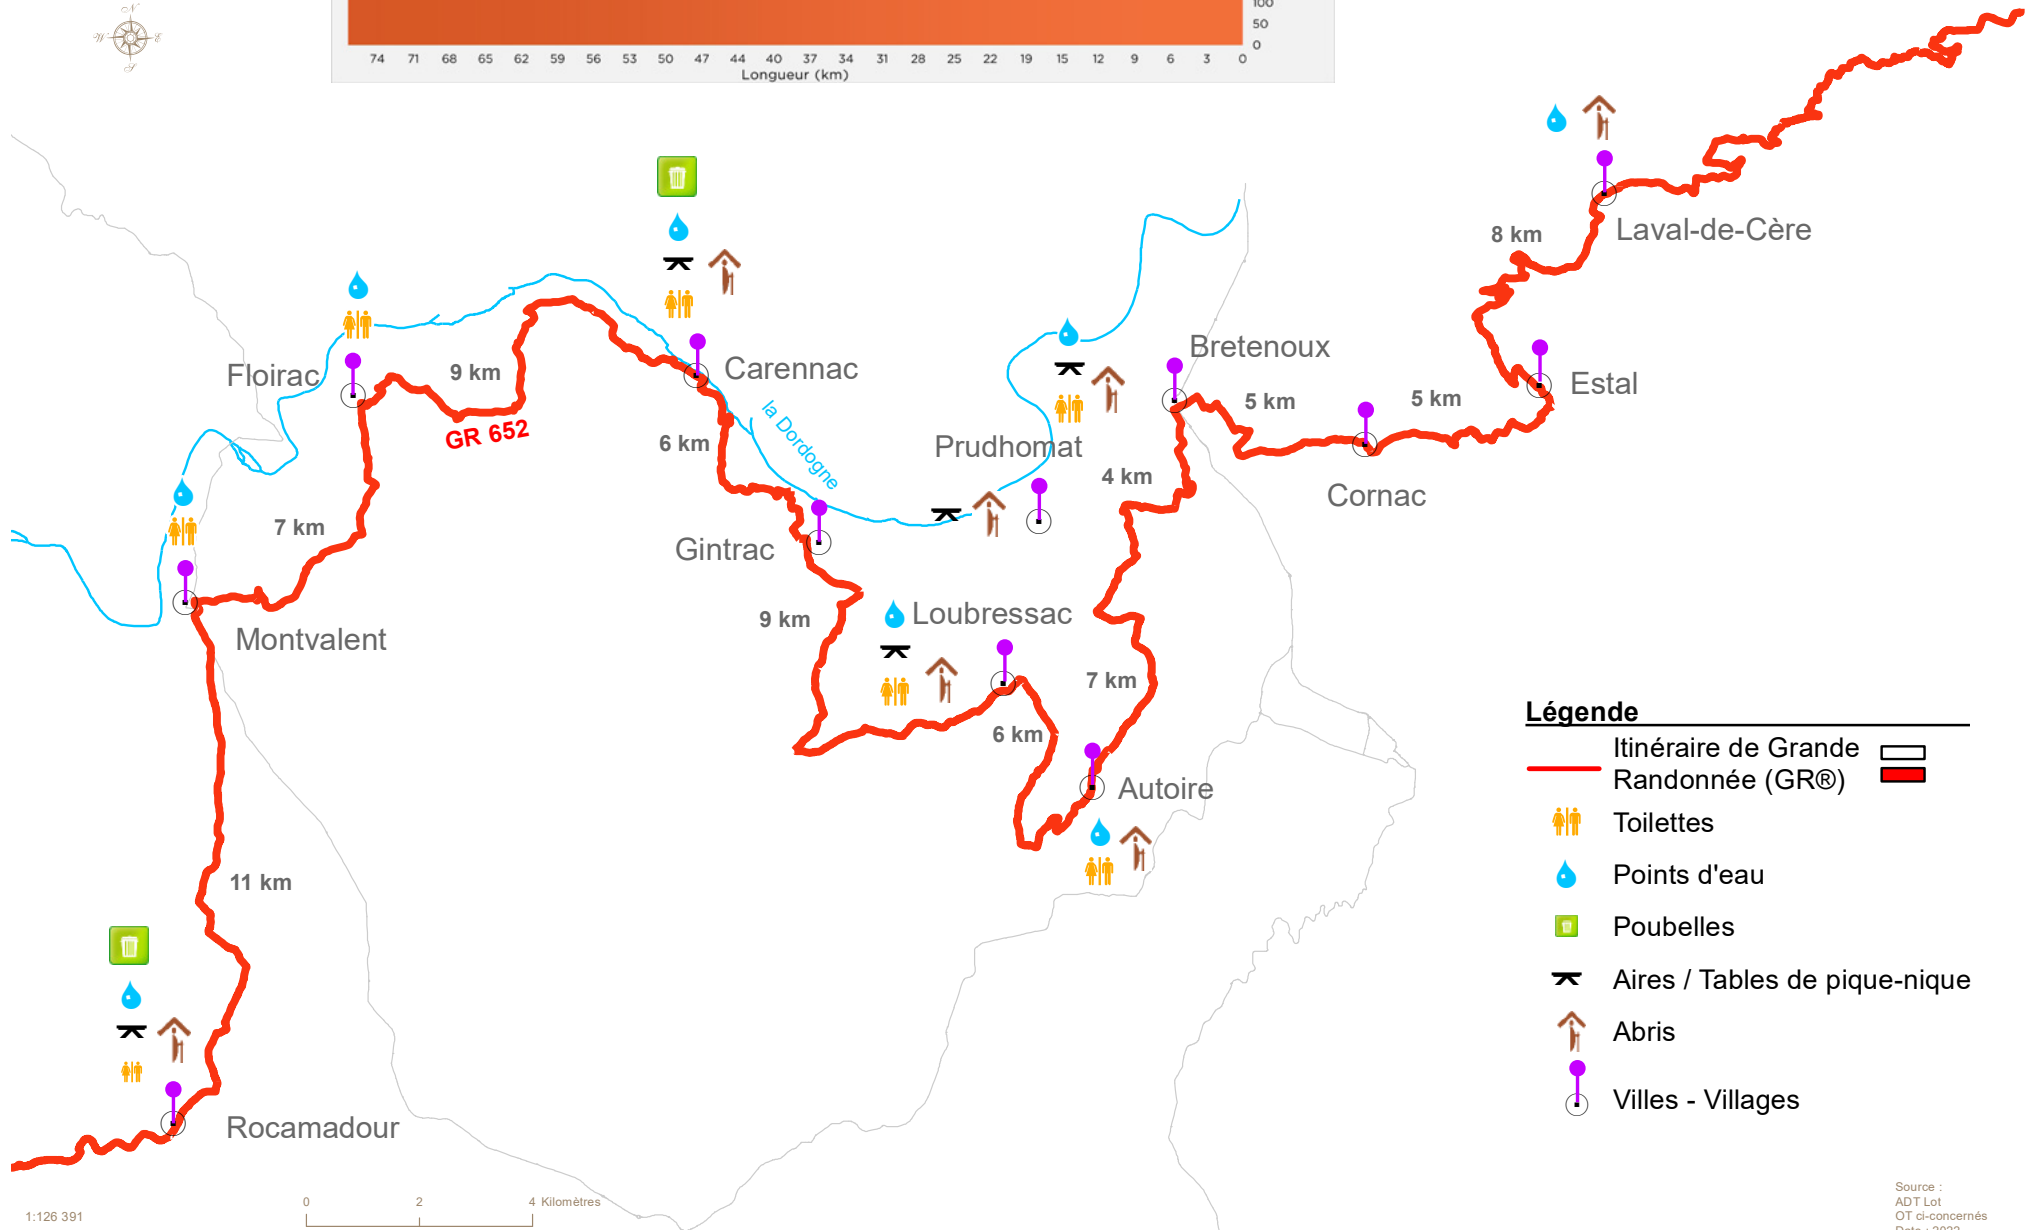 N
W
E
S
100
50
0
74 71 68 65 62 59 56 53 50 47 44 40 37 34 31 28 25 22 19 15 12 9 6 3 0
Longueur (km)
Laval-de-Cère
8 km
Bretenoux
Floirac
9 km
Carennac
Estal
5 km
5 km
GR 652
6 km
la Dordogne
Prudhomat
4 km
Cornac
7 km
Gintrac
Montvalent
9 km
Loubressac
7 km
6 km
Autoire
11 km
Rocamadour
Légende
Itinéraire de Grande
Randonnée (GR®)
Toilettes
Points d'eau
Poubelles
Aires / Tables de pique-nique
Abris
Villes - Villages
1:126 391
0 2 4 Kilomètres
Source :
ADT Lot
OT ci-concernés
Date : 2022